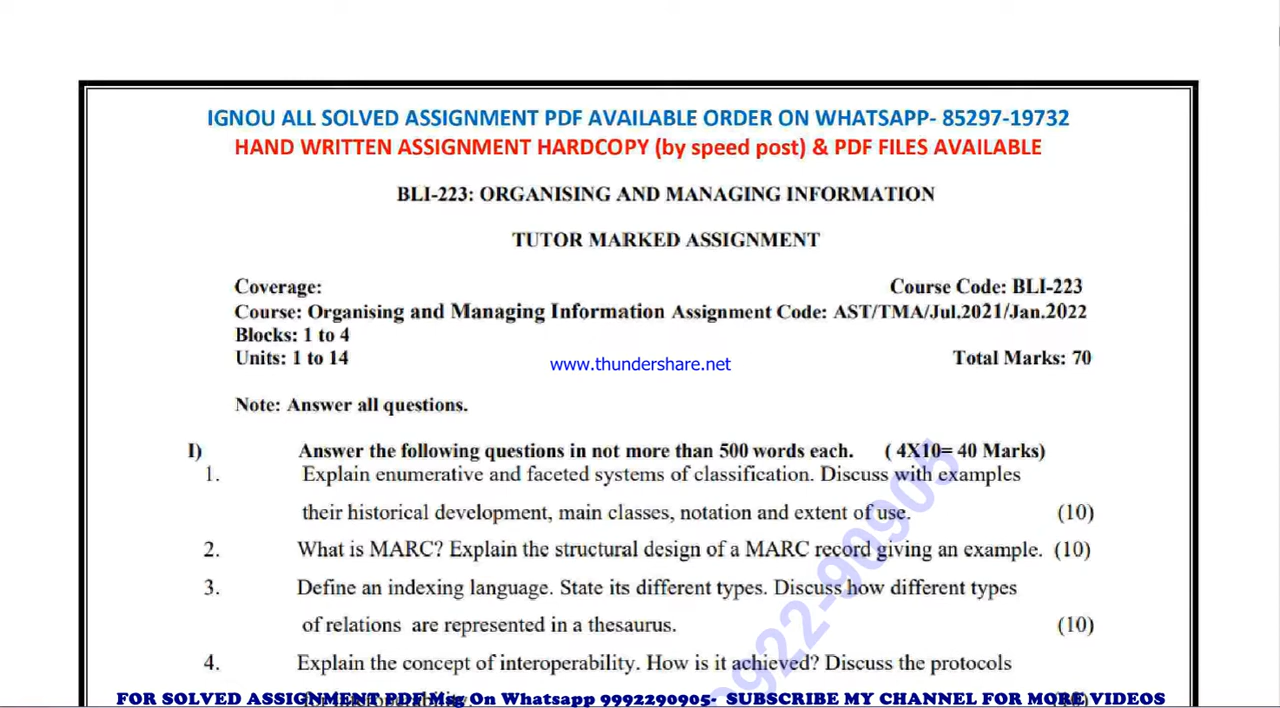 IGNOU ALL SOLVED ASSIGNMENT PDF AVAILABLE ORDER ON WHATSAPP- 85297-19732
HAND WRITTEN ASSIGNMENT HARDCOPY (by speed post) & PDF FILES AVAILABLE
BLI-223: ORGANISING AND MANAGING INFORMATION
TUTOR MARKED ASSIGNMENT
Coverage: Course Code: BLI-223
Course: Organising and Managing Information Assignment Code: AST/TMA/Jul.2021/Jan.2022
Blocks: 1 to 4
Units: 1 to 14 Total Marks: 70
www.thundershare.net
Note: Answer all questions.
I) Answer the following questions in not more than 500 words each. ( 4X10= 40 Marks)
1. Explain enumerative and faceted systems of classification. Discuss with examples
their historical development, main classes, notation and extent of use. (10)
2. What is MARC? Explain the structural design of a MARC record giving an example. (10)
3. Define an indexing language. State its different types. Discuss how different types
of relations are represented in a thesaurus. (10)
4. Explain the concept of interoperability. How is it achieved? Discuss the protocols
9922-90905
FOR SOLVED ASSIGNMENT PDF Msg On Whatsapp 9992290905- SUBSCRIBE MY CHANNEL FOR MORE VIDEOS